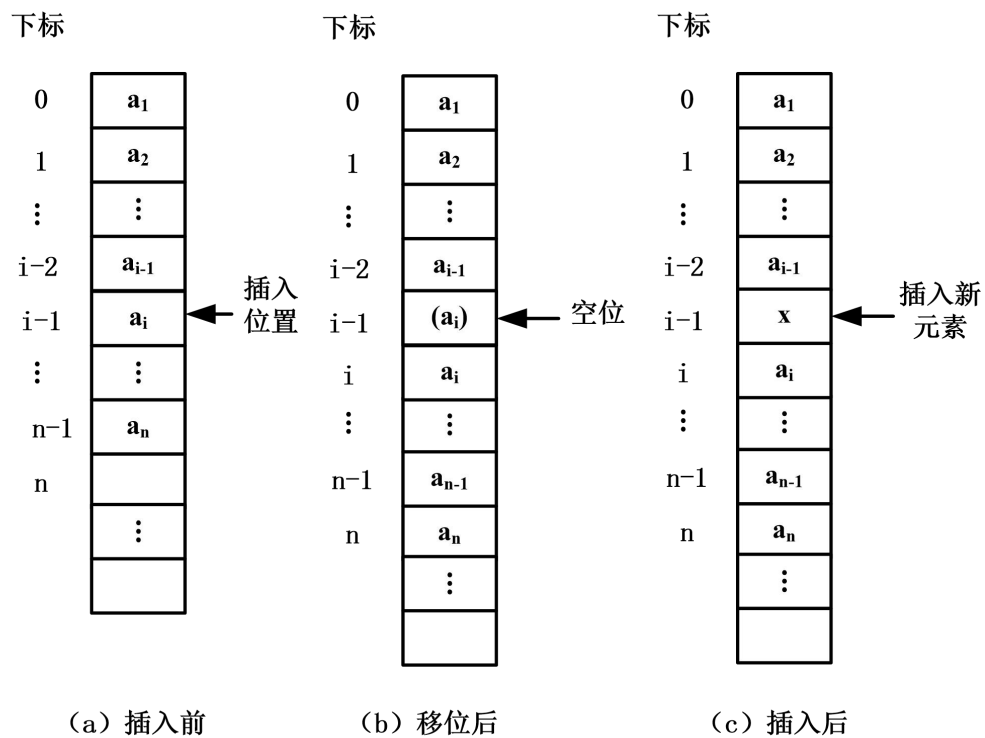 下标
0 a₁
1 a₂
⋮ ⋮
i-2 aᵢ₋₁
i-1 aᵢ
插入
位置
⋮ ⋮
n-1 aₙ
n
⋮
(a) 插入前
下标
0 a₁
1 a₂
⋮ ⋮
i-2 aᵢ₋₁
i-1 (aᵢ) 空位
i aᵢ
⋮ ⋮
n-1 aₙ₋₁
n aₙ
⋮
(b) 移位后
下标
0 a₁
1 a₂
⋮ ⋮
i-2 aᵢ₋₁
i-1 x
插入新
元素
i aᵢ
⋮ ⋮
n-1 aₙ₋₁
n aₙ
⋮
(c) 插入后